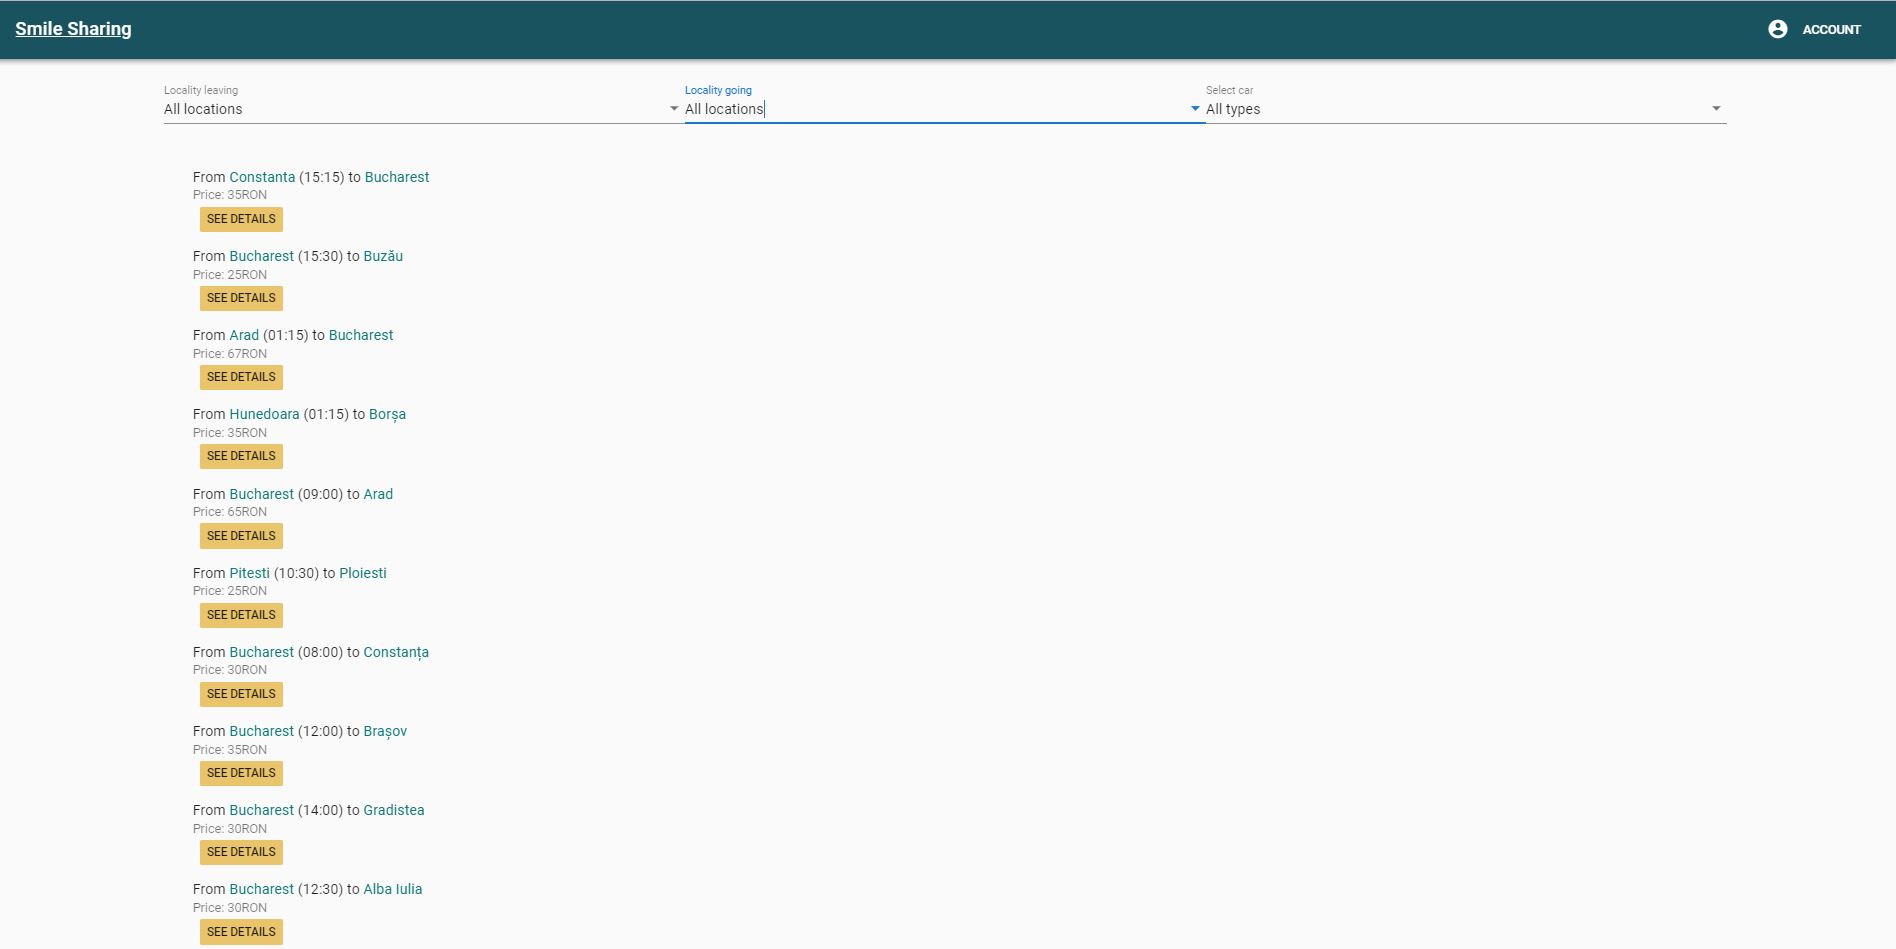 Smile Sharing
ACCOUNT
Locality leaving
All locations
Locality going
All locations
Select car
All types
From Constanta (15:15) to Bucharest
Price: 35RON
SEE DETAILS
From Bucharest (15:30) to Buzău
Price: 25RON
SEE DETAILS
From Arad (01:15) to Bucharest
Price: 67RON
SEE DETAILS
From Hunedoara (01:15) to Borșa
Price: 35RON
SEE DETAILS
From Bucharest (09:00) to Arad
Price: 65RON
SEE DETAILS
From Pitesti (10:30) to Ploiesti
Price: 25RON
SEE DETAILS
From Bucharest (08:00) to Constanța
Price: 30RON
SEE DETAILS
From Bucharest (12:00) to Brașov
Price: 35RON
SEE DETAILS
From Bucharest (14:00) to Gradistea
Price: 30RON
SEE DETAILS
From Bucharest (12:30) to Alba Iulia
Price: 30RON
SEE DETAILS